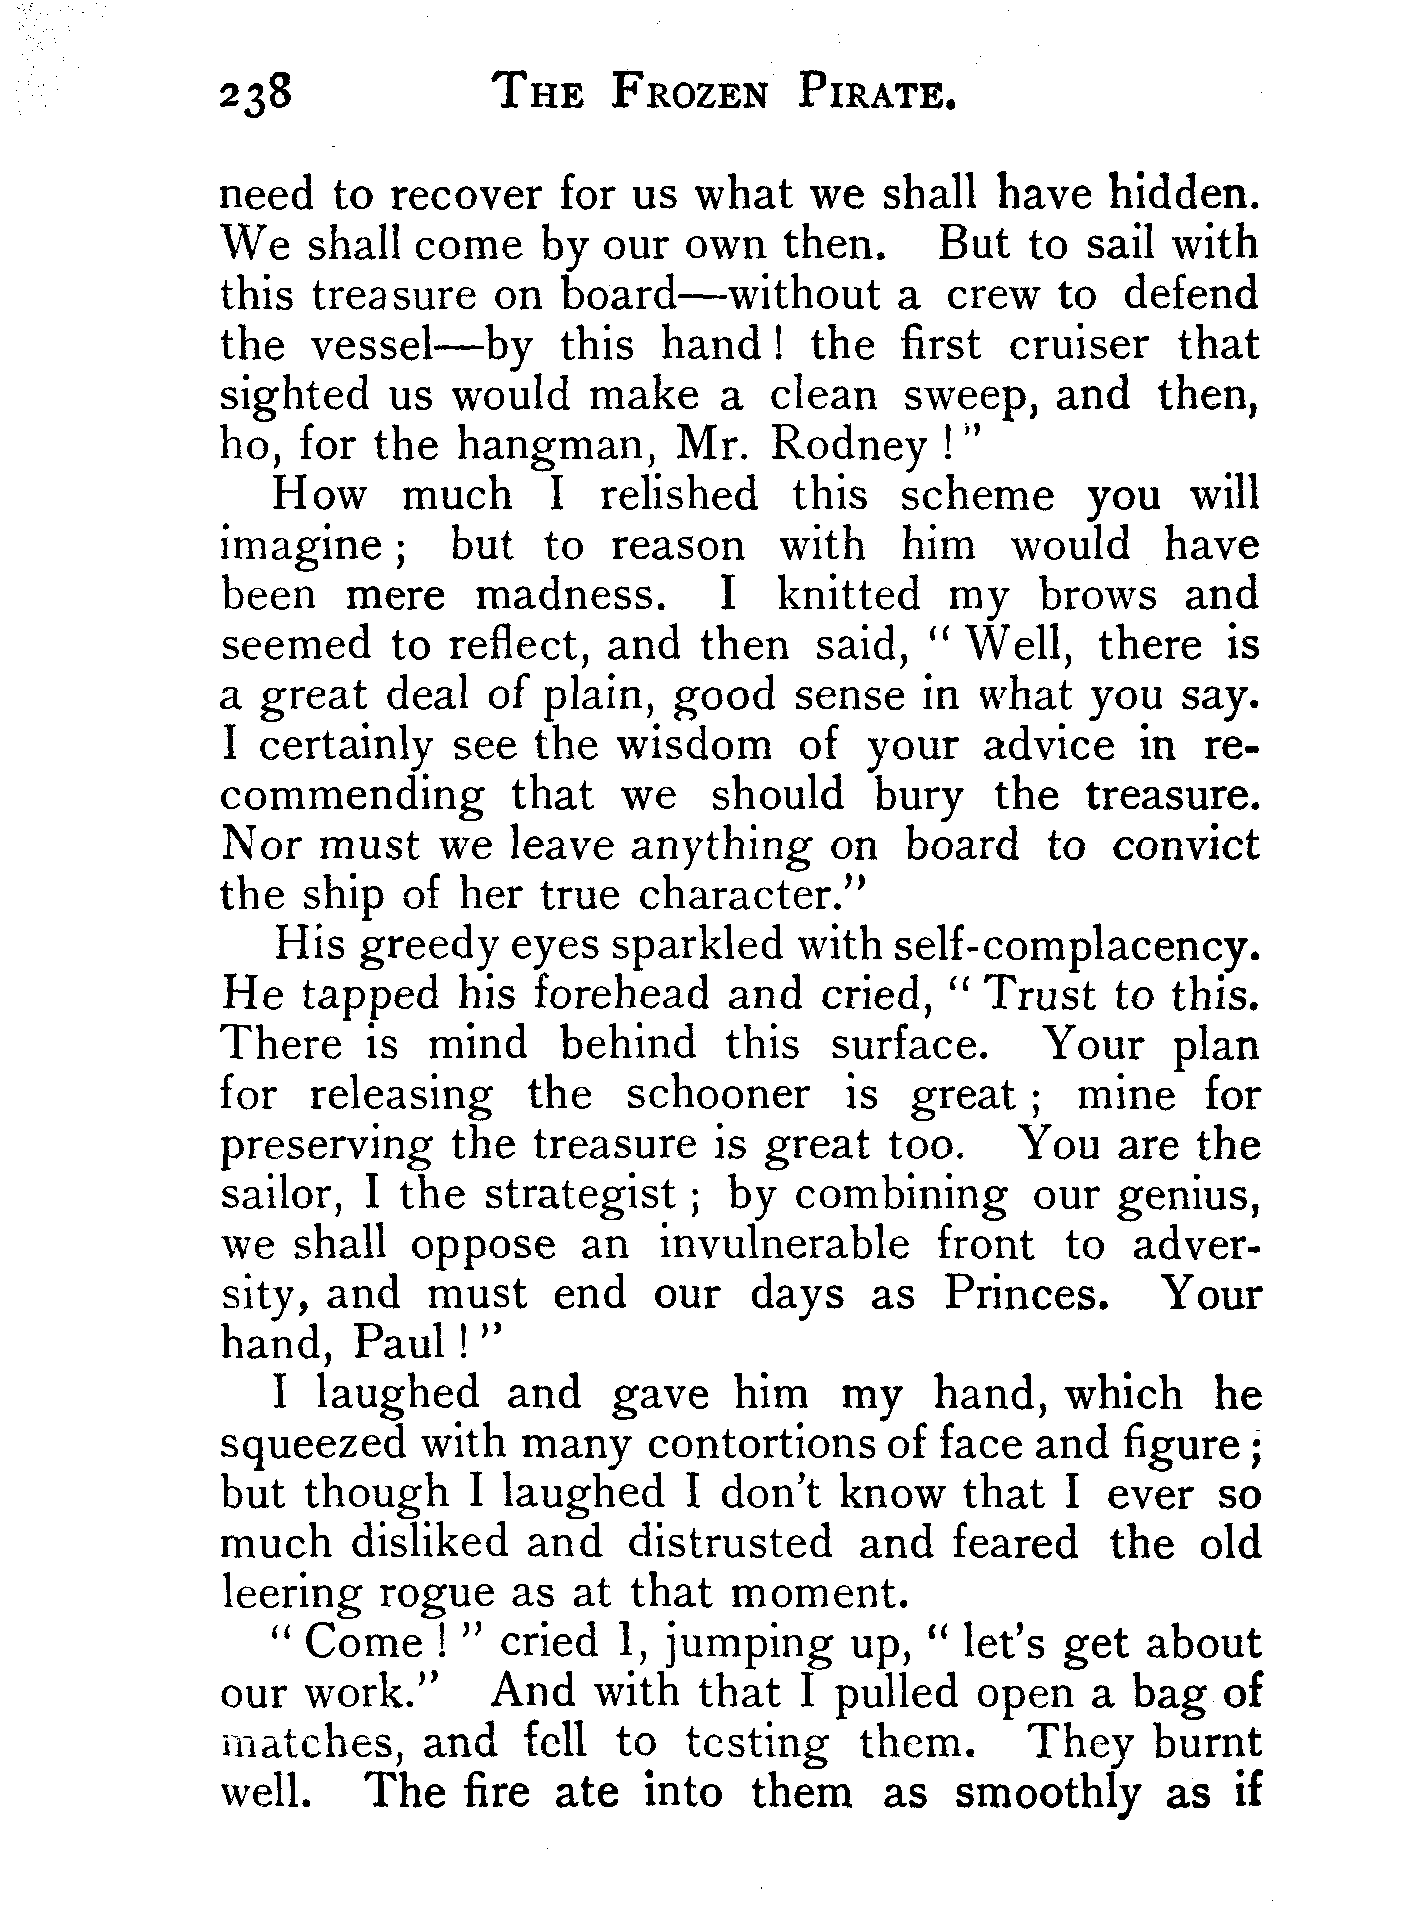 238 THE FROZEN PIRATE.
need to recover for us what we shall have hidden.
We shall come by our own then. But to sail with
this treasure on board—without a crew to defend
the vessel—by this hand! the first cruiser that
sighted us would make a clean sweep, and then,
ho, for the hangman, Mr. Rodney!"
How much I relished this scheme you will
imagine; but to reason with him would have
been mere madness. I knitted my brows and
seemed to reflect, and then said, "Well, there is
a great deal of plain, good sense in what you say.
I certainly see the wisdom of your advice in re-
commending that we should bury the treasure.
Nor must we leave anything on board to convict
the ship of her true character."
His greedy eyes sparkled with self-complacency.
He tapped his forehead and cried, "Trust to this.
There is mind behind this surface. Your plan
for releasing the schooner is great; mine for
preserving the treasure is great too. You are the
sailor, I the strategist; by combining our genius,
we shall oppose an invulnerable front to adver-
sity, and must end our days as Princes. Your
hand, Paul!"
I laughed and gave him my hand, which he
squeezed with many contortions of face and figure;
but though I laughed I don't know that I ever so
much disliked and distrusted and feared the old
leering rogue as at that moment.
"Come!" cried I, jumping up, "let's get about
our work." And with that I pulled open a bag of
matches, and fell to testing them. They burnt
well. The fire ate into them as smoothly as if